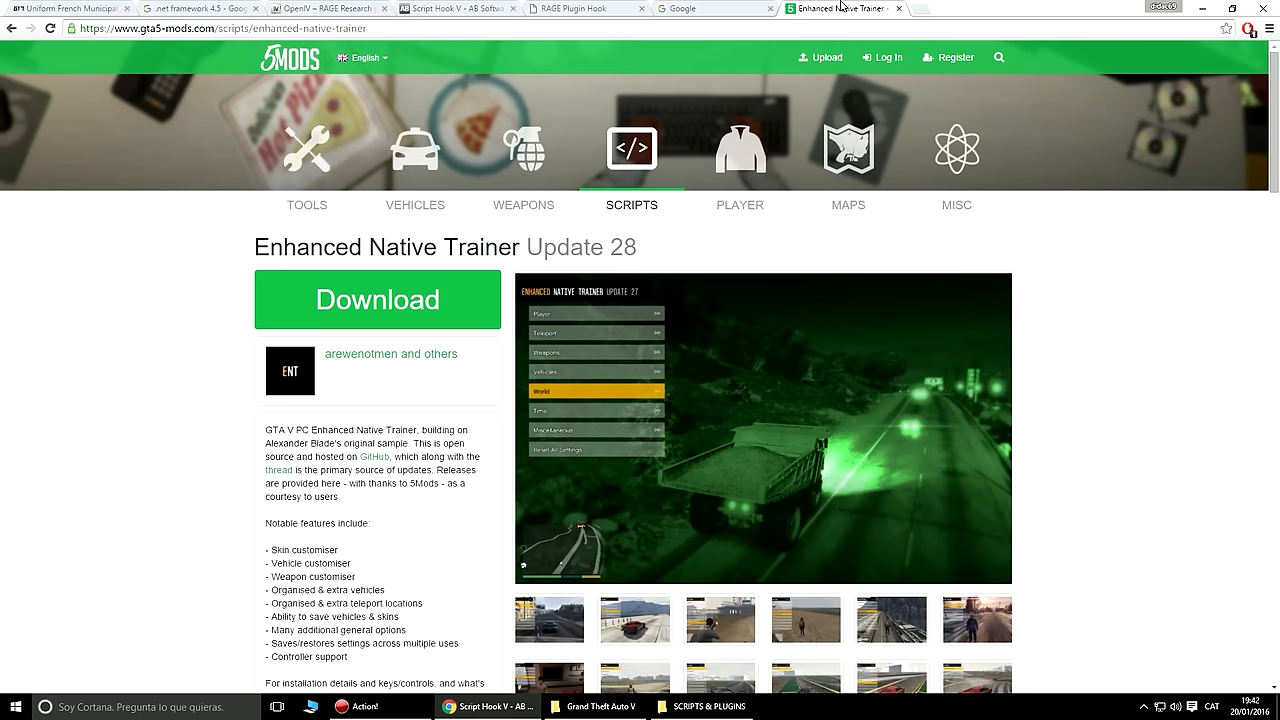 Uniform French Municipal
.net framework 4.5 - Goog
OpenIV – RAGE Research
Script Hook V - AB Softwa
RAGE Plugin Hook
Google
Enhanced Native Trainer -
https://www.gta5-mods.com/scripts/enhanced-native-trainer
5MODS
English
Upload
Log In
Register
TOOLS
VEHICLES
WEAPONS
</>
SCRIPTS
PLAYER
MAPS
MISC
Enhanced Native Trainer Update 28
Download
ENT
arewenotmen and others
GTA V PC Enhanced Native Trainer, building on
Alexander Blade's original sample. This is open
source and hosted on GitHub, which along with the
thread is the primary source of updates. Releases
are provided here - with thanks to 5Mods - as a
courtesy to users
Notable features include:
- Skin customiser
- Vehicle customiser
- Weapon customiser
- Organised & extra vehicles
- Organised & extra teleport locations
- Ability to save vehicles & skins
- Many additional general options
- Saves/restores settings across multiple uses
- Controller support
For installation details and keys/controls, and what's
ENHANCED NATIVE TRAINER UPDATE 27
Player
Teleport
Weapons
Vehicles
World
Time
Miscellaneous
Reset All Settings
Soy Cortana. Pregunta lo que quieras.
Action!
Script Hook V - AB ...
Grand Theft Auto V
SCRIPTS & PLUGINS
CAT
19:42
20/01/2016